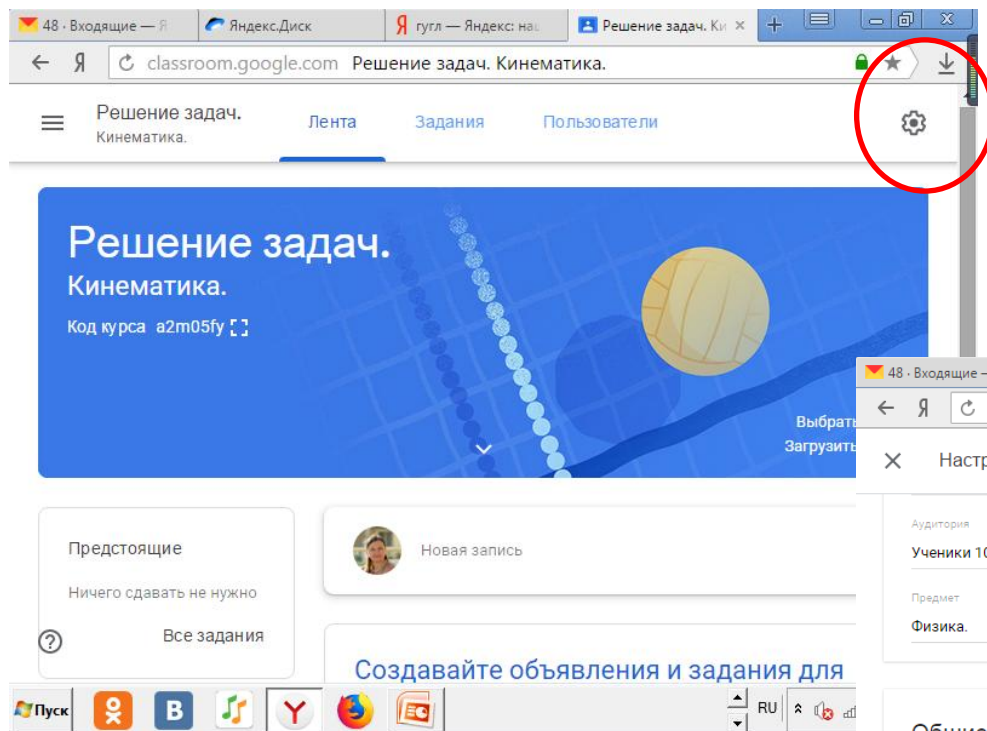 48 · Входящие — Я
Яндекс.Диск
гугл — Яндекс: наш
Решение задач. Ки
Я
classroom.google.com Решение задач. Кинематика.
Решение задач.
Кинематика.
Лента
Задания
Пользователи
Решение задач.
Кинематика.
Код курса a2m05fy
Выбрать
Загрузить
Предстоящие
Ничего сдавать не нужно
Все задания
Новая запись
Создавайте объявления и задания для
Пуск
RU
48 · Входящие —
Я
Настр
Аудитория
Ученики 10
Предмет
Физика.